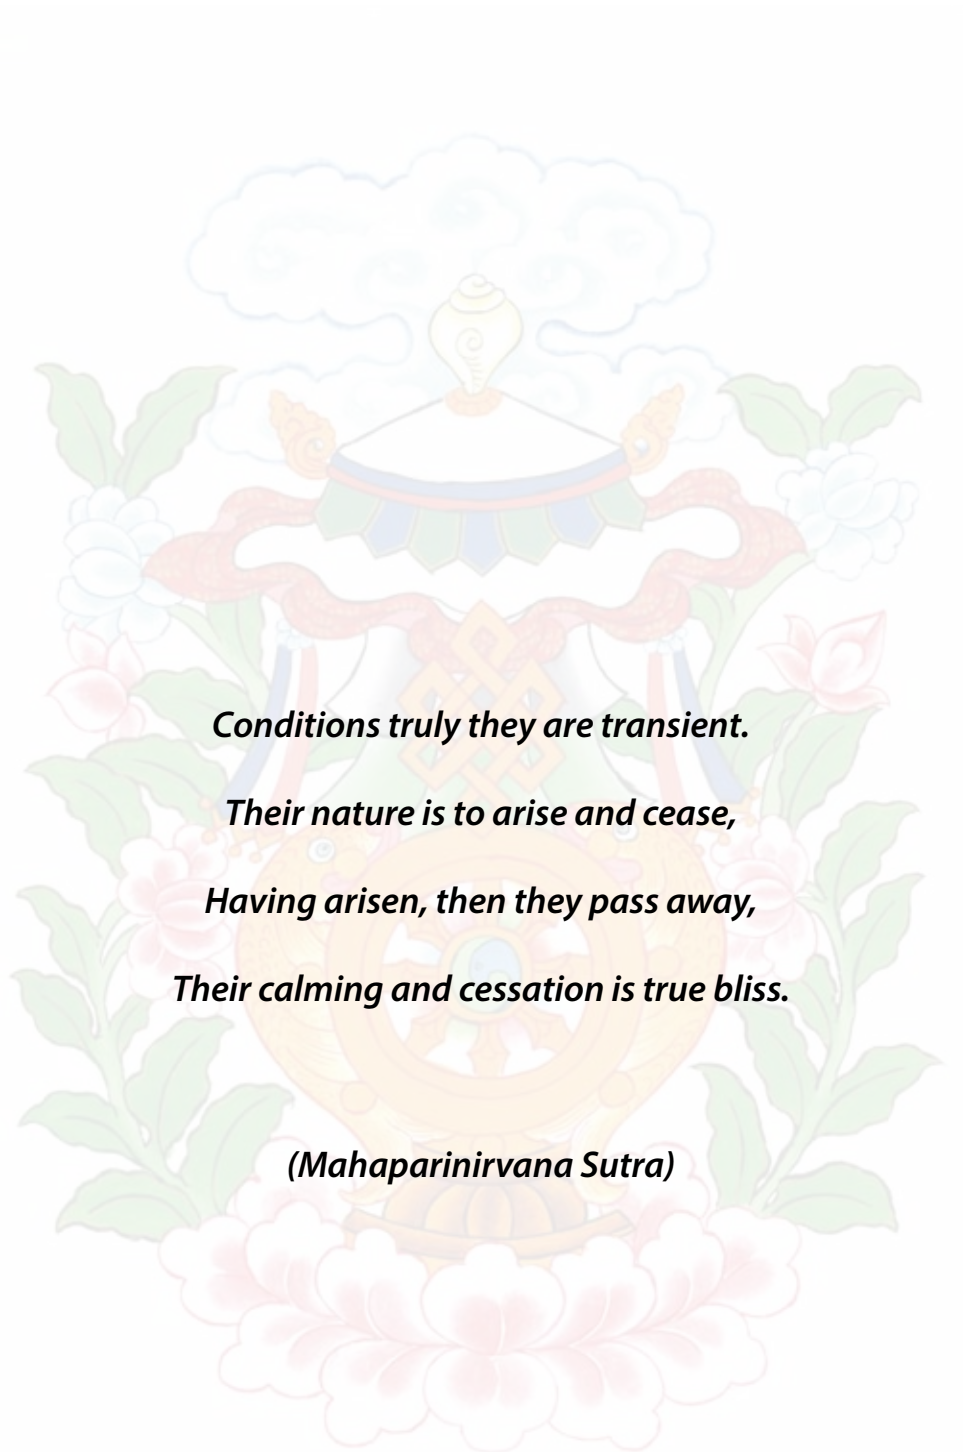 Conditions truly they are transient.
Their nature is to arise and cease,
Having arisen, then they pass away,
Their calming and cessation is true bliss.
(Mahaparinirvana Sutra)